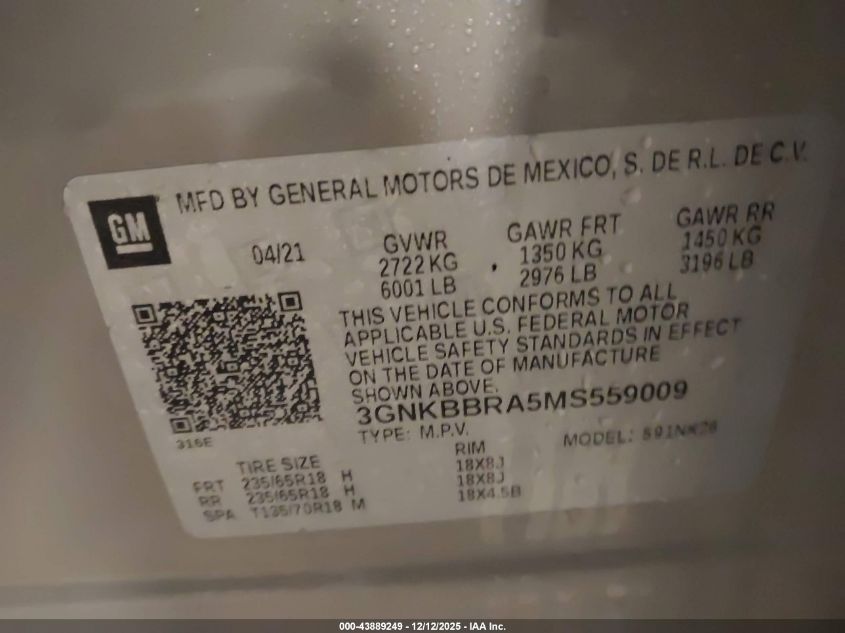 GM
MFD BY GENERAL MOTORS DE MEXICO, S. DE R.L. DE C.V.
04/21
GVWR
2722 KG
6001 LB
GAWR FRT
1350 KG
2976 LB
GAWR RR
1450 KG
3196 LB
THIS VEHICLE CONFORMS TO ALL
APPLICABLE U.S. FEDERAL MOTOR
VEHICLE SAFETY STANDARDS IN EFFECT
ON THE DATE OF MANUFACTURE
SHOWN ABOVE.
3GNKBBRA5MS559009
TYPE: M.P.V. MODEL:
316E
TIRE SIZE RIM
FRT 235/65R18 H 18X8J
RR 235/65R18 H 18X8J
SPA T135/70R18 M 18X4.5B
000-43889249 - 12/12/2025 - IAA Inc.